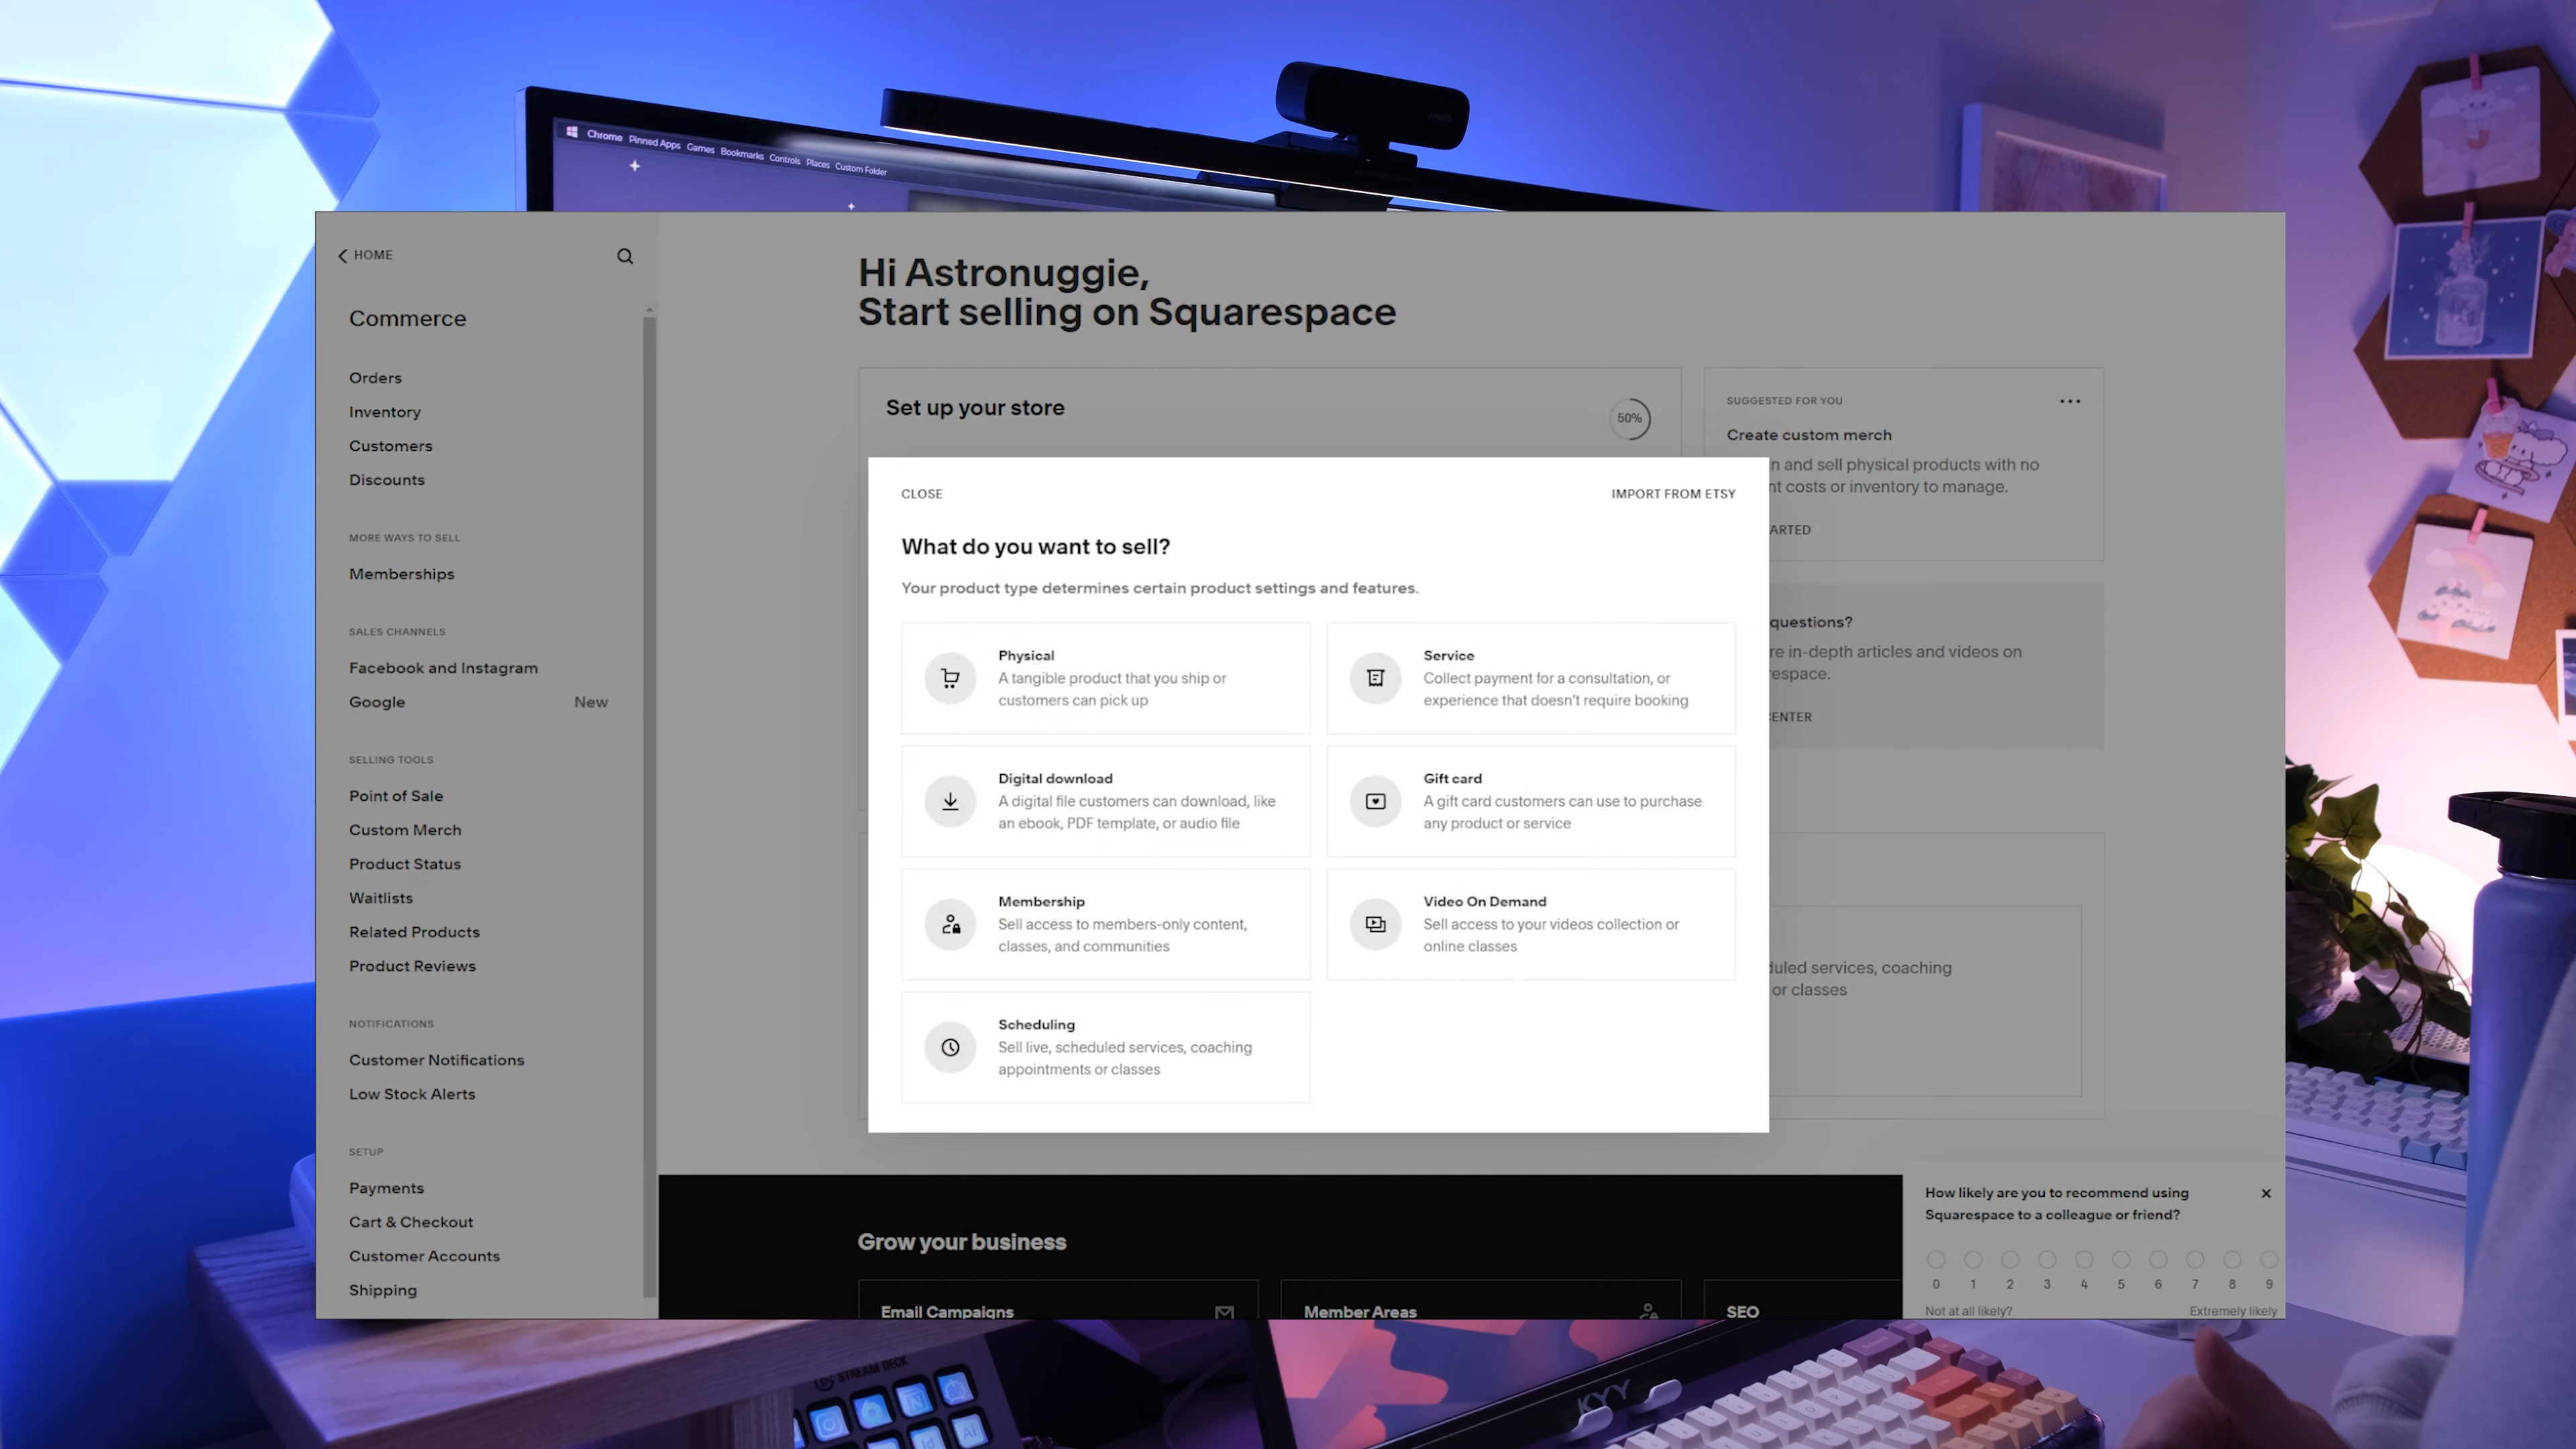 Chrome Pinned Apps Games Bookmarks Controls Places Custom Folder
HOME
Commerce
Orders
Inventory
Customers
Discounts
MORE WAYS TO SELL
Memberships
SALES CHANNELS
Facebook and Instagram
Google New
SELLING TOOLS
Point of Sale
Custom Merch
Product Status
Waitlists
Related Products
Product Reviews
NOTIFICATIONS
Customer Notifications
Low Stock Alerts
SETUP
Payments
Cart & Checkout
Customer Accounts
Shipping
Hi Astronuggie,
Start selling on Squarespace
Set up your store
50%
SUGGESTED FOR YOU
Create custom merch
n and sell physical products with no
nt costs or inventory to manage.
ARTED
questions?
re in-depth articles and videos on
espace.
CENTER
duled services, coaching
or classes
CLOSE
IMPORT FROM ETSY
What do you want to sell?
Your product type determines certain product settings and features.
Physical
A tangible product that you ship or
customers can pick up
Service
Collect payment for a consultation, or
experience that doesn't require booking
Digital download
A digital file customers can download, like
an ebook, PDF template, or audio file
Gift card
A gift card customers can use to purchase
any product or service
Membership
Sell access to members-only content,
classes, and communities
Video On Demand
Sell access to your videos collection or
online classes
Scheduling
Sell live, scheduled services, coaching
appointments or classes
Grow your business
Email Campaigns
Member Areas
SEO
How likely are you to recommend using
Squarespace to a colleague or friend?
0 1 2 3 4 5 6 7 8 9
Not at all likely?
Extremely likely
STREAM DECK
KYY